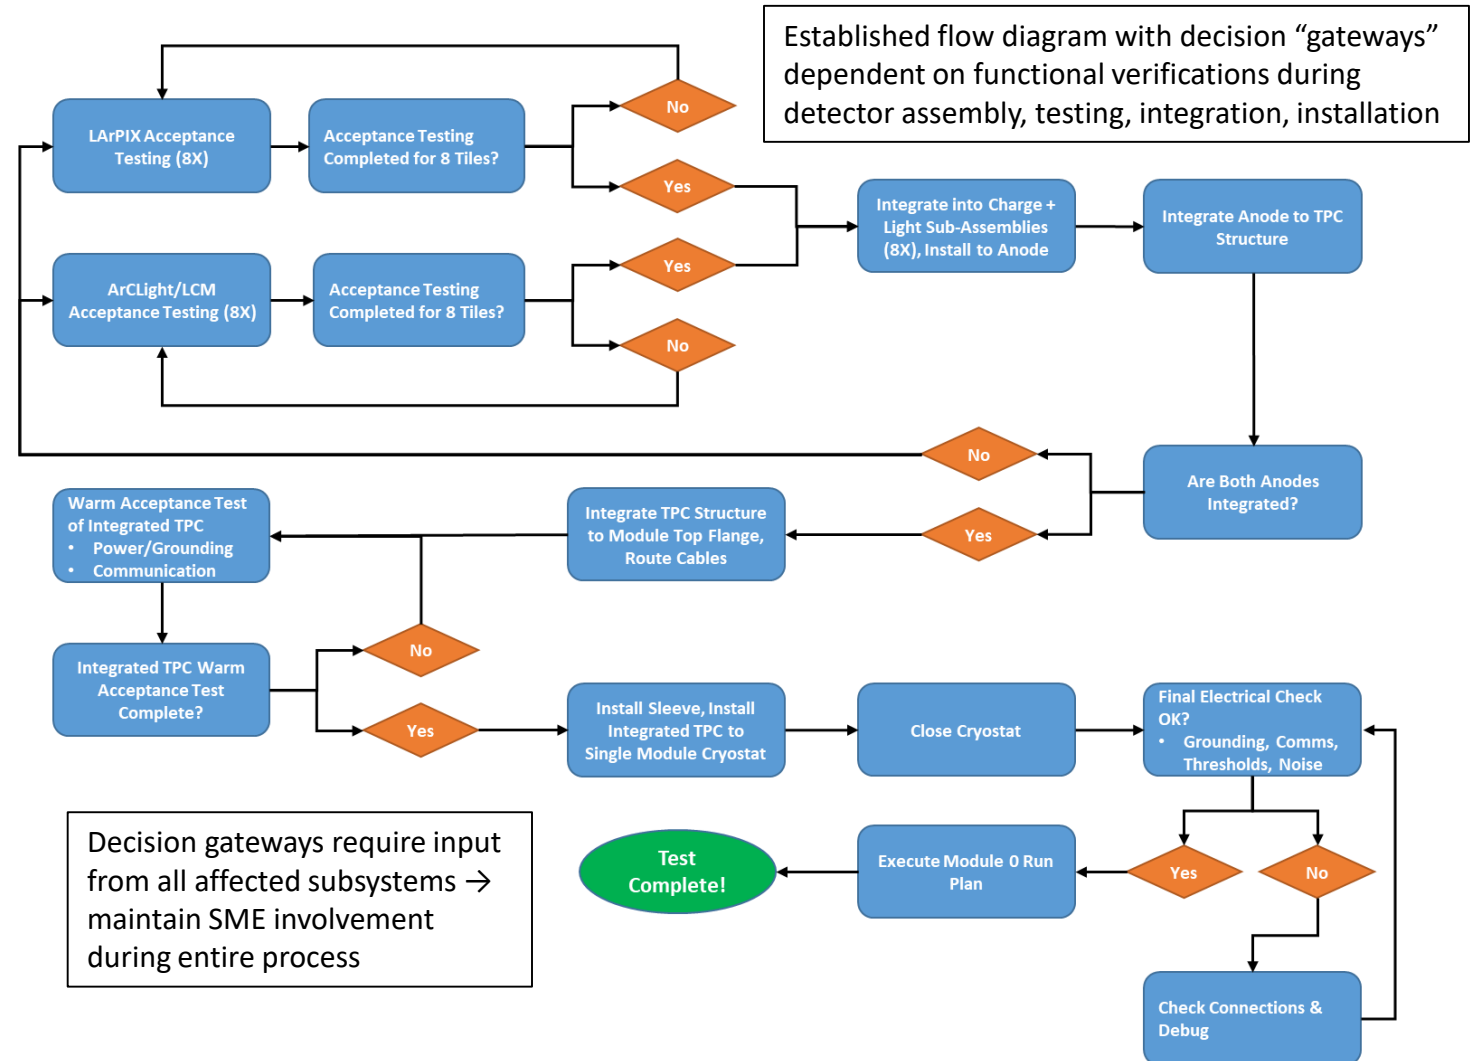 Established flow diagram with decision “gateways”
dependent on functional verifications during
detector assembly, testing, integration, installation
No
LArPIX Acceptance
Testing (8X)
Acceptance Testing
Completed for 8 Tiles?
Yes
Integrate into Charge +
Light Sub-Assemblies
(8X), Install to Anode
Integrate Anode to TPC
Structure
ArCLight/LCM
Acceptance Testing (8X)
Acceptance Testing
Completed for 8 Tiles?
Yes
No
No
Are Both Anodes
Integrated?
Yes
Integrate TPC Structure
to Module Top Flange,
Route Cables
Warm Acceptance Test
of Integrated TPC
• Power/Grounding
• Communication
No
Integrated TPC Warm
Acceptance Test
Complete?
Yes
Install Sleeve, Install
Integrated TPC to
Single Module Cryostat
Close Cryostat
Final Electrical Check
OK?
• Grounding, Comms,
Thresholds, Noise
Decision gateways require input
from all affected subsystems →
maintain SME involvement
during entire process
Test
Complete!
Execute Module 0 Run
Plan
Yes
No
Check Connections &
Debug